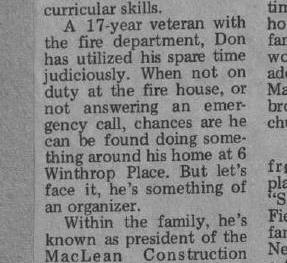 curricular skills.
A 17-year veteran with
the fire department, Don
has utilized his spare time
judiciously. When not on
duty at the fire house, or
not answering an emer-
gency call, chances are he
can be found doing some-
thing around his home at 6
Winthrop Place. But let's
face it, he's something of
an organizer.
Within the family, he's
known as president of the
MacLean Construction